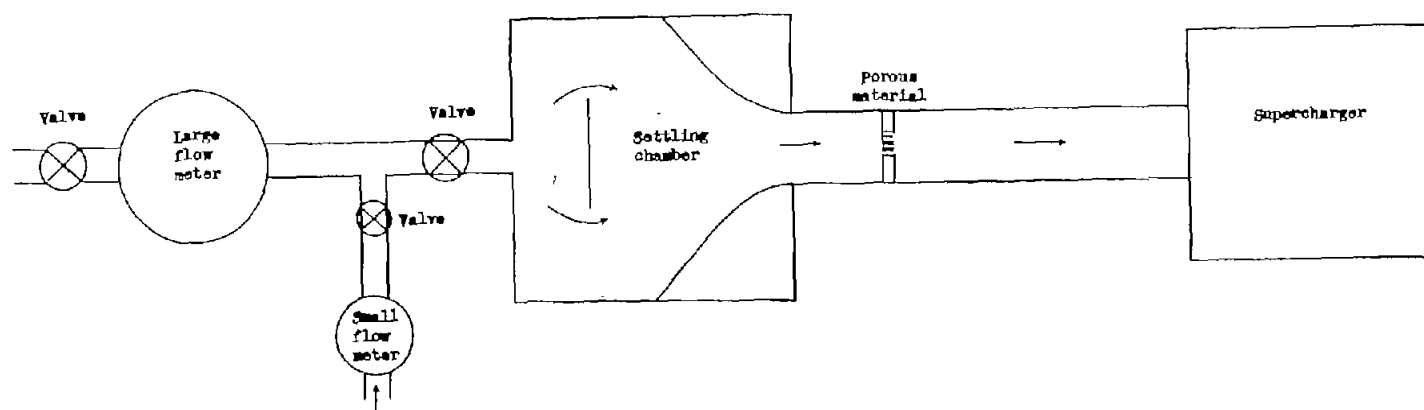 Valve
Large
flow
meter
Valve
Valve
Small
flow
meter
Settling
chamber
Porous
material
Supercharger